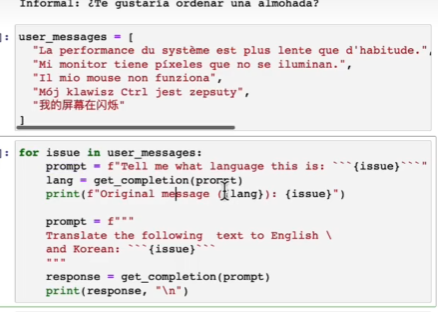 Informal: ¿Te gustaría ordenar una almohada?
]: user_messages = [
"La performance du système est plus lente que d'habitude.",
"Mi monitor tiene píxeles que no se iluminan.",
"Il mio mouse non funziona",
"Mój klawisz Ctrl jest zepsuty",
"我的屏幕在闪烁"
]
]: for issue in user_messages:
prompt = f"Tell me what language this is: ```{issue}```"
lang = get_completion(prompt)
print(f"Original message ({lang}): {issue}")
prompt = f"""
Translate the following  text to English \
and Korean: ```{issue}```
"""
response = get_completion(prompt)
print(response, "\n")